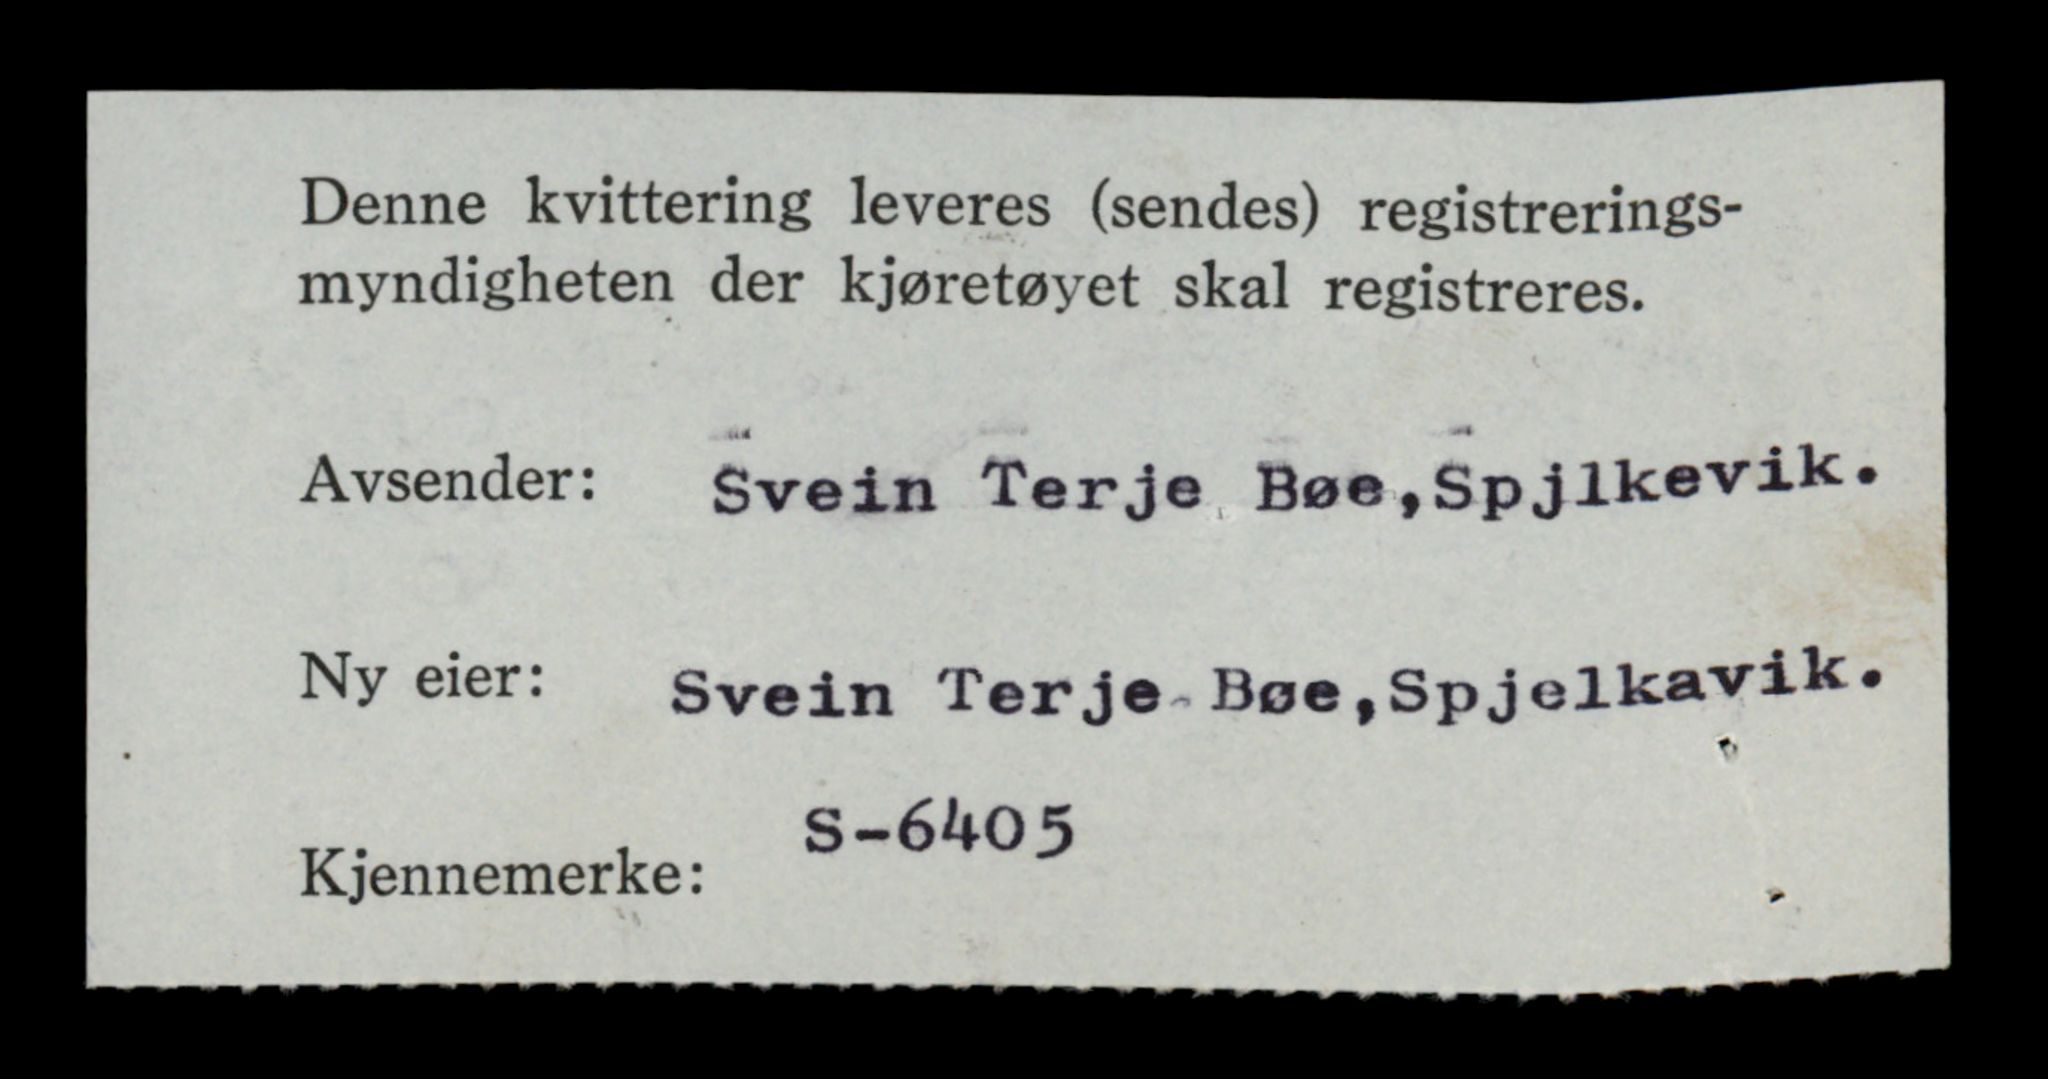 Denne kvittering leveres (sendes) registrerings-
myndigheten der kjøretøyet skal registreres.
Avsender: Svein Terje Bøe,Spjlkevik.
Ny eier: Svein Terje Bøe,Spjelkavik.
Kjennemerke: S-6405